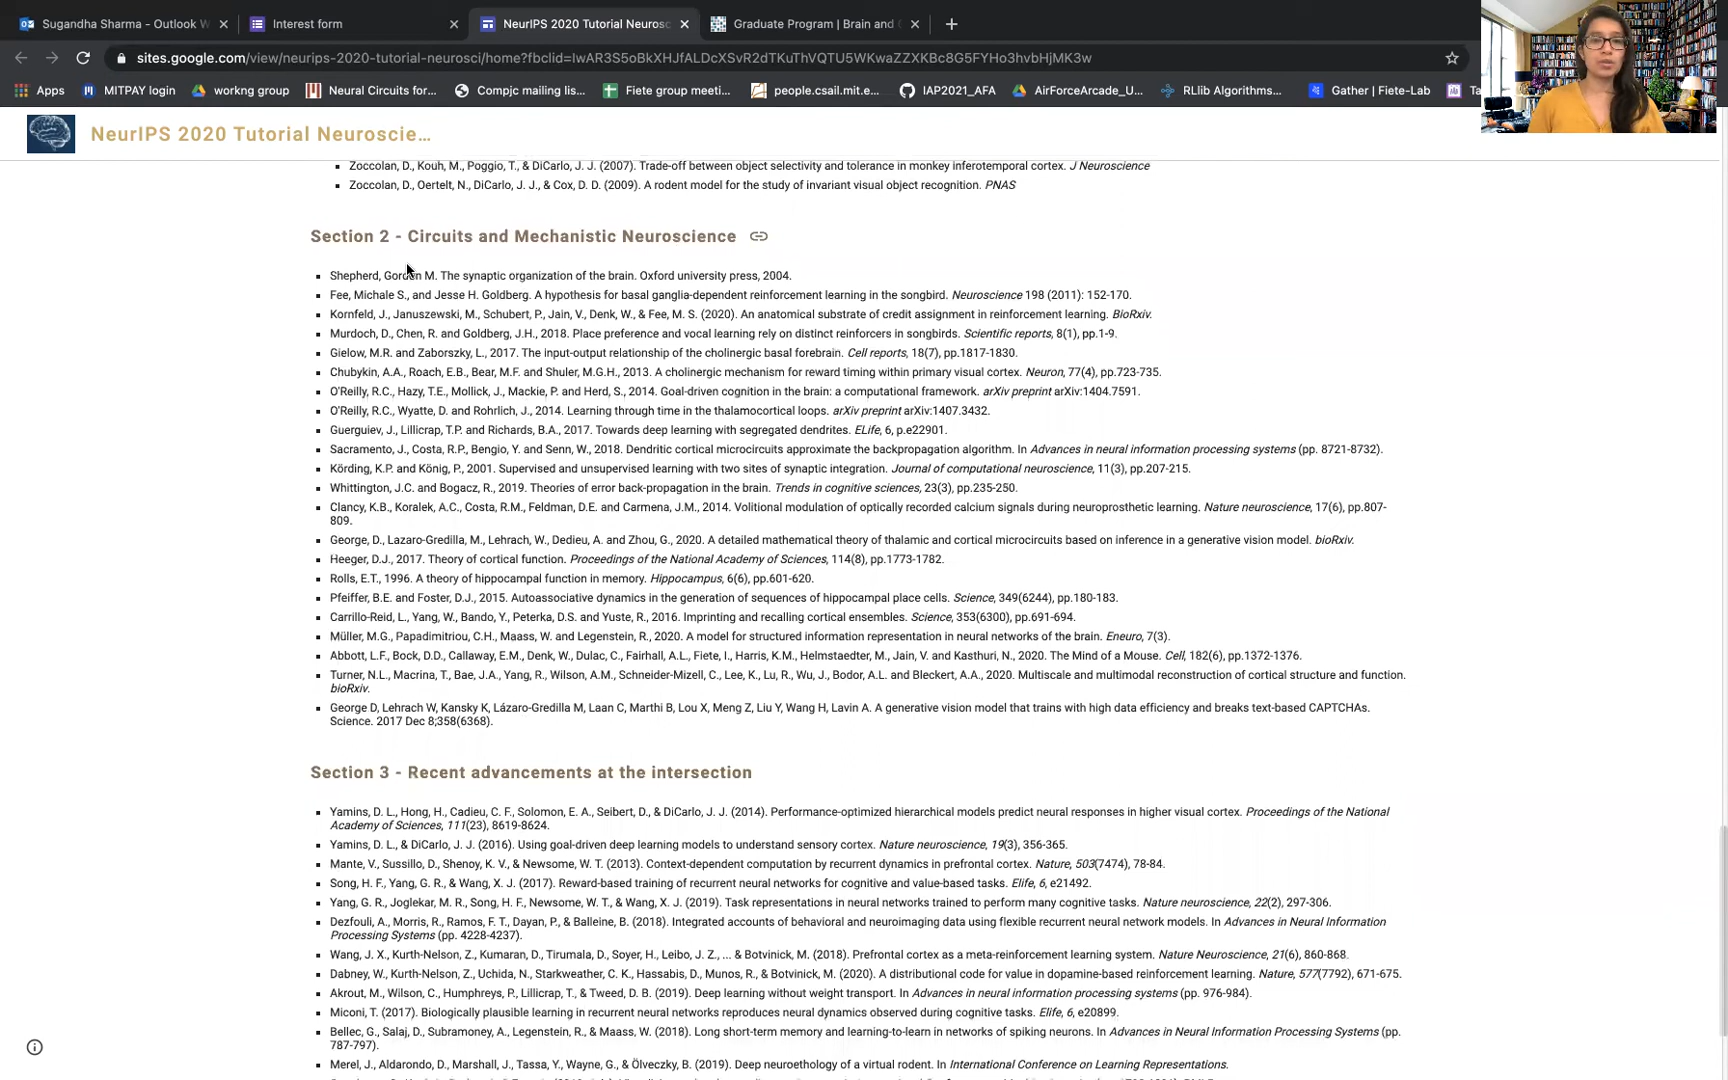 Sugandha Sharma - Outlook W
Interest form
NeurIPS 2020 Tutorial Neurosc
Graduate Program | Brain and C
sites.google.com/view/neurips-2020-tutorial-neurosci/home?fbclid=IwAR3S5oBkXHJfALDcXSvR2dTKuThVQTU5WKwaZZXKBc8G5FYHo3hvbHjMK3w
Apps
MITPAY login
workng group
Neural Circuits for...
Compjc mailing lis...
Fiete group meeti...
people.csail.mit.e...
IAP2021_AFA
AirForceArcade_U...
RLlib Algorithms...
Gather | Fiete-Lab
Ta
NeurIPS 2020 Tutorial Neuroscie...
Zoccolan, D., Kouh, M., Poggio, T., & DiCarlo, J. J. (2007). Trade-off between object selectivity and tolerance in monkey inferotemporal cortex. J Neuroscience
Zoccolan, D., Oertelt, N., DiCarlo, J. J., & Cox, D. D. (2009). A rodent model for the study of invariant visual object recognition. PNAS
Section 2 - Circuits and Mechanistic Neuroscience
Shepherd, Gordon M. The synaptic organization of the brain. Oxford university press, 2004.
Fee, Michale S., and Jesse H. Goldberg. A hypothesis for basal ganglia-dependent reinforcement learning in the songbird. Neuroscience 198 (2011): 152-170.
Kornfeld, J., Januszewski, M., Schubert, P., Jain, V., Denk, W., & Fee, M. S. (2020). An anatomical substrate of credit assignment in reinforcement learning. BioRxiv.
Murdoch, D., Chen, R. and Goldberg, J.H., 2018. Place preference and vocal learning rely on distinct reinforcers in songbirds. Scientific reports, 8(1), pp.1-9.
Gielow, M.R. and Zaborszky, L., 2017. The input-output relationship of the cholinergic basal forebrain. Cell reports, 18(7), pp.1817-1830.
Chubykin, A.A., Roach, E.B., Bear, M.F. and Shuler, M.G.H., 2013. A cholinergic mechanism for reward timing within primary visual cortex. Neuron, 77(4), pp.723-735.
O'Reilly, R.C., Hazy, T.E., Mollick, J., Mackie, P. and Herd, S., 2014. Goal-driven cognition in the brain: a computational framework. arXiv preprint arXiv:1404.7591.
O'Reilly, R.C., Wyatte, D. and Rohrlich, J., 2014. Learning through time in the thalamocortical loops. arXiv preprint arXiv:1407.3432.
Guerguiev, J., Lillicrap, T.P. and Richards, B.A., 2017. Towards deep learning with segregated dendrites. ELife, 6, p.e22901.
Sacramento, J., Costa, R.P., Bengio, Y. and Senn, W., 2018. Dendritic cortical microcircuits approximate the backpropagation algorithm. In Advances in neural information processing systems (pp. 8721-8732).
Körding, K.P. and König, P., 2001. Supervised and unsupervised learning with two sites of synaptic integration. Journal of computational neuroscience, 11(3), pp.207-215.
Whittington, J.C. and Bogacz, R., 2019. Theories of error back-propagation in the brain. Trends in cognitive sciences, 23(3), pp.235-250.
Clancy, K.B., Koralek, A.C., Costa, R.M., Feldman, D.E. and Carmena, J.M., 2014. Volitional modulation of optically recorded calcium signals during neuroprosthetic learning. Nature neuroscience, 17(6), pp.807-
809.
George, D., Lazaro-Gredilla, M., Lehrach, W., Dedieu, A. and Zhou, G., 2020. A detailed mathematical theory of thalamic and cortical microcircuits based on inference in a generative vision model. bioRxiv.
Heeger, D.J., 2017. Theory of cortical function. Proceedings of the National Academy of Sciences, 114(8), pp.1773-1782.
Rolls, E.T., 1996. A theory of hippocampal function in memory. Hippocampus, 6(6), pp.601-620.
Pfeiffer, B.E. and Foster, D.J., 2015. Autoassociative dynamics in the generation of sequences of hippocampal place cells. Science, 349(6244), pp.180-183.
Carrillo-Reid, L., Yang, W., Bando, Y., Peterka, D.S. and Yuste, R., 2016. Imprinting and recalling cortical ensembles. Science, 353(6300), pp.691-694.
Müller, M.G., Papadimitriou, C.H., Maass, W. and Legenstein, R., 2020. A model for structured information representation in neural networks of the brain. Eneuro, 7(3).
Abbott, L.F., Bock, D.D., Callaway, E.M., Denk, W., Dulac, C., Fairhall, A.L., Fiete, I., Harris, K.M., Helmstaedter, M., Jain, V. and Kasthuri, N., 2020. The Mind of a Mouse. Cell, 182(6), pp.1372-1376.
Turner, N.L., Macrina, T., Bae, J.A., Yang, R., Wilson, A.M., Schneider-Mizell, C., Lee, K., Lu, R., Wu, J., Bodor, A.L. and Bleckert, A.A., 2020. Multiscale and multimodal reconstruction of cortical structure and function.
bioRxiv.
George D, Lehrach W, Kansky K, Lázaro-Gredilla M, Laan C, Marthi B, Lou X, Meng Z, Liu Y, Wang H, Lavin A. A generative vision model that trains with high data efficiency and breaks text-based CAPTCHAs.
Science. 2017 Dec 8;358(6368).
Section 3 - Recent advancements at the intersection
Yamins, D. L., Hong, H., Cadieu, C. F., Solomon, E. A., Seibert, D., & DiCarlo, J. J. (2014). Performance-optimized hierarchical models predict neural responses in higher visual cortex. Proceedings of the National
Academy of Sciences, 111(23), 8619-8624.
Yamins, D. L., & DiCarlo, J. J. (2016). Using goal-driven deep learning models to understand sensory cortex. Nature neuroscience, 19(3), 356-365.
Mante, V., Sussillo, D., Shenoy, K. V., & Newsome, W. T. (2013). Context-dependent computation by recurrent dynamics in prefrontal cortex. Nature, 503(7474), 78-84.
Song, H. F., Yang, G. R., & Wang, X. J. (2017). Reward-based training of recurrent neural networks for cognitive and value-based tasks. Elife, 6, e21492.
Yang, G. R., Joglekar, M. R., Song, H. F., Newsome, W. T., & Wang, X. J. (2019). Task representations in neural networks trained to perform many cognitive tasks. Nature neuroscience, 22(2), 297-306.
Dezfouli, A., Morris, R., Ramos, F. T., Dayan, P., & Balleine, B. (2018). Integrated accounts of behavioral and neuroimaging data using flexible recurrent neural network models. In Advances in Neural Information
Processing Systems (pp. 4228-4237).
Wang, J. X., Kurth-Nelson, Z., Kumaran, D., Tirumala, D., Soyer, H., Leibo, J. Z., ... & Botvinick, M. (2018). Prefrontal cortex as a meta-reinforcement learning system. Nature Neuroscience, 21(6), 860-868.
Dabney, W., Kurth-Nelson, Z., Uchida, N., Starkweather, C. K., Hassabis, D., Munos, R., & Botvinick, M. (2020). A distributional code for value in dopamine-based reinforcement learning. Nature, 577(7792), 671-675.
Akrout, M., Wilson, C., Humphreys, P., Lillicrap, T., & Tweed, D. B. (2019). Deep learning without weight transport. In Advances in neural information processing systems (pp. 976-984).
Miconi, T. (2017). Biologically plausible learning in recurrent neural networks reproduces neural dynamics observed during cognitive tasks. Elife, 6, e20899.
Bellec, G., Salaj, D., Subramoney, A., Legenstein, R., & Maass, W. (2018). Long short-term memory and learning-to-learn in networks of spiking neurons. In Advances in Neural Information Processing Systems (pp.
787-797).
Merel, J., Aldarondo, D., Marshall, J., Tassa, Y., Wayne, G., & Ölveczky, B. (2019). Deep neuroethology of a virtual rodent. In International Conference on Learning Representations.